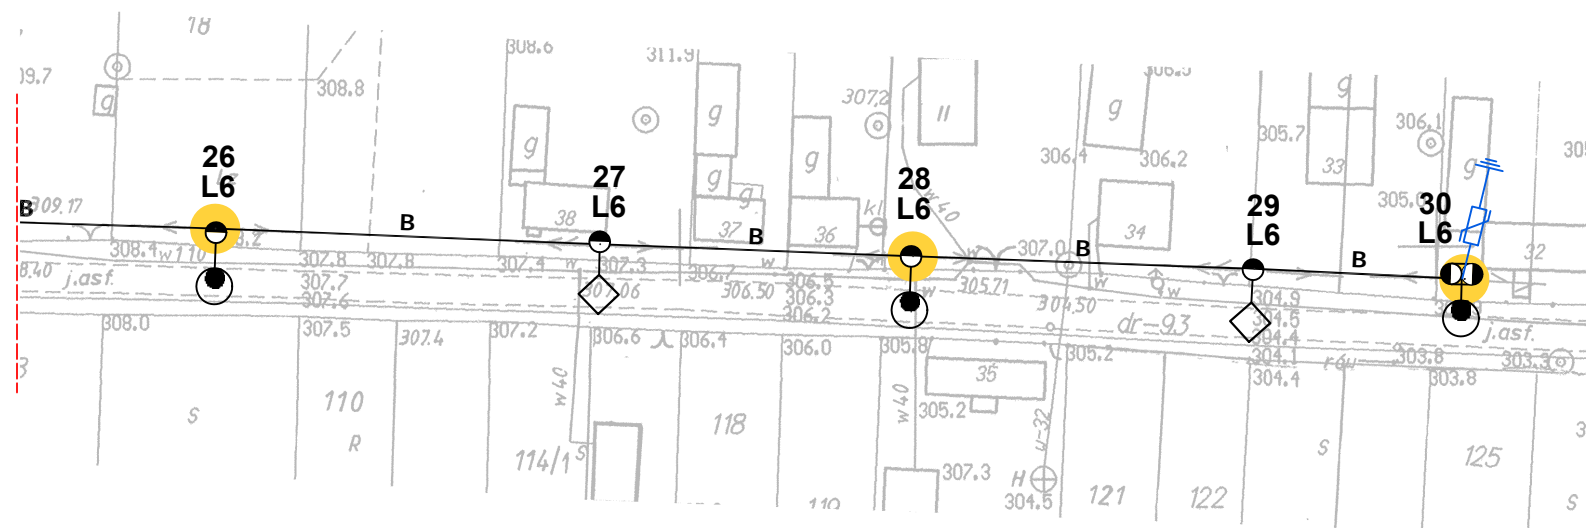 18
308.6
311.9
306.5
09.7
308.8
g
g
g
g
g
307.2
II
g
g
306.1
305.7
306.4
306.2
33
g
g
g
g
26
L6
27
L6
28
L6
29
L6
30
L6
w40
kl
B
309.17
B
38
37
B
36
307.0
B
34
B
32
308.4
w110
307.8
307.8
307.4
w
307.3
306.7
w
306.5
w
305.71
w
w
8.40
j.asf.
307.7
307.6
306.50
306.3
306.2
304.50
dr-9.3
304.9
304.5
304.4
304.1
j.asf.
308.0
307.5
307.4
307.2
306.6
306.4
306.0
305.8
305.2
303.8
303.3
304.4
303.8
35
w40
w40
305.2
110
S
R
118
S
114/1
S
125
307.3
H
304.5
121
122
S